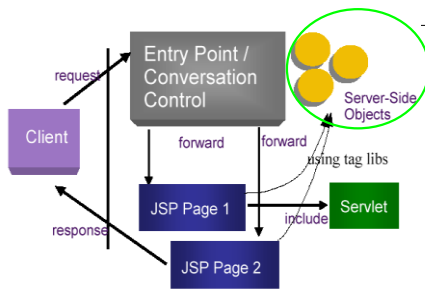 Entry Point /
Conversation
Control
request
Server-Side
Objects
Client
forward
forward
using tag libs
JSP Page 1
include
Servlet
response
JSP Page 2